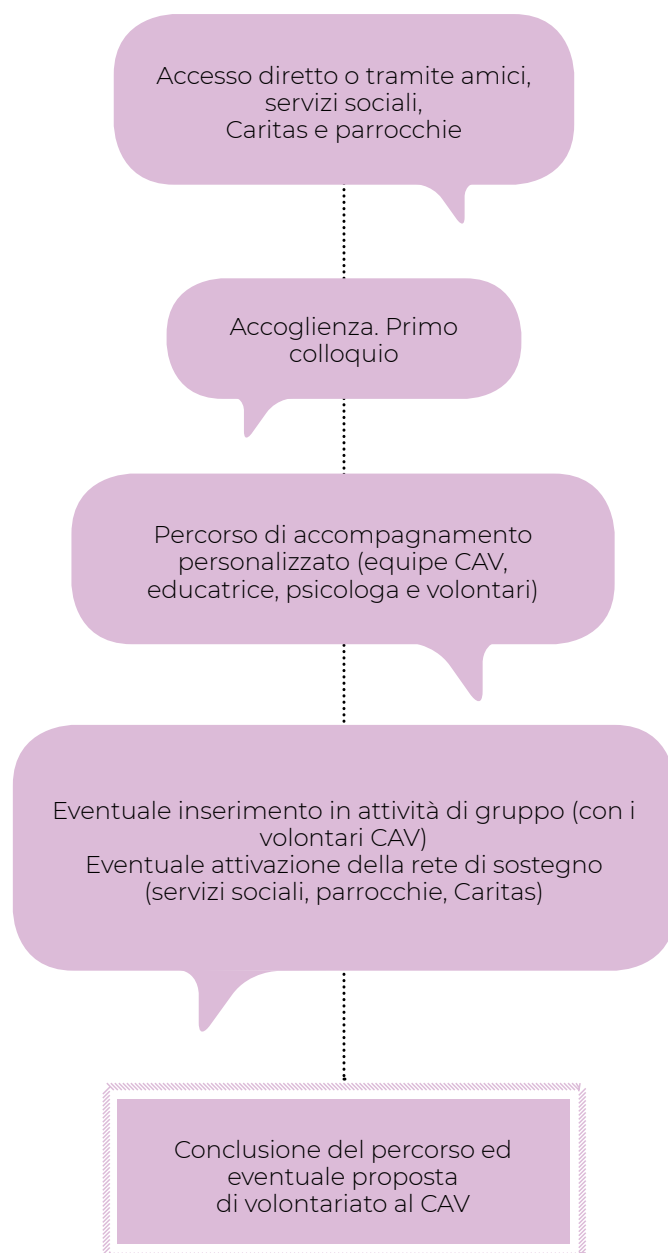 Accesso diretto o tramite amici,
servizi sociali,
Caritas e parrocchie
Accoglienza. Primo
colloquio
Percorso di accompagnamento
personalizzato (equipe CAV,
educatrice, psicologa e volontari)
Eventuale inserimento in attività di gruppo (con i
volontari CAV)
Eventuale attivazione della rete di sostegno
(servizi sociali, parrocchie, Caritas)
Conclusione del percorso ed
eventuale proposta
di volontariato al CAV